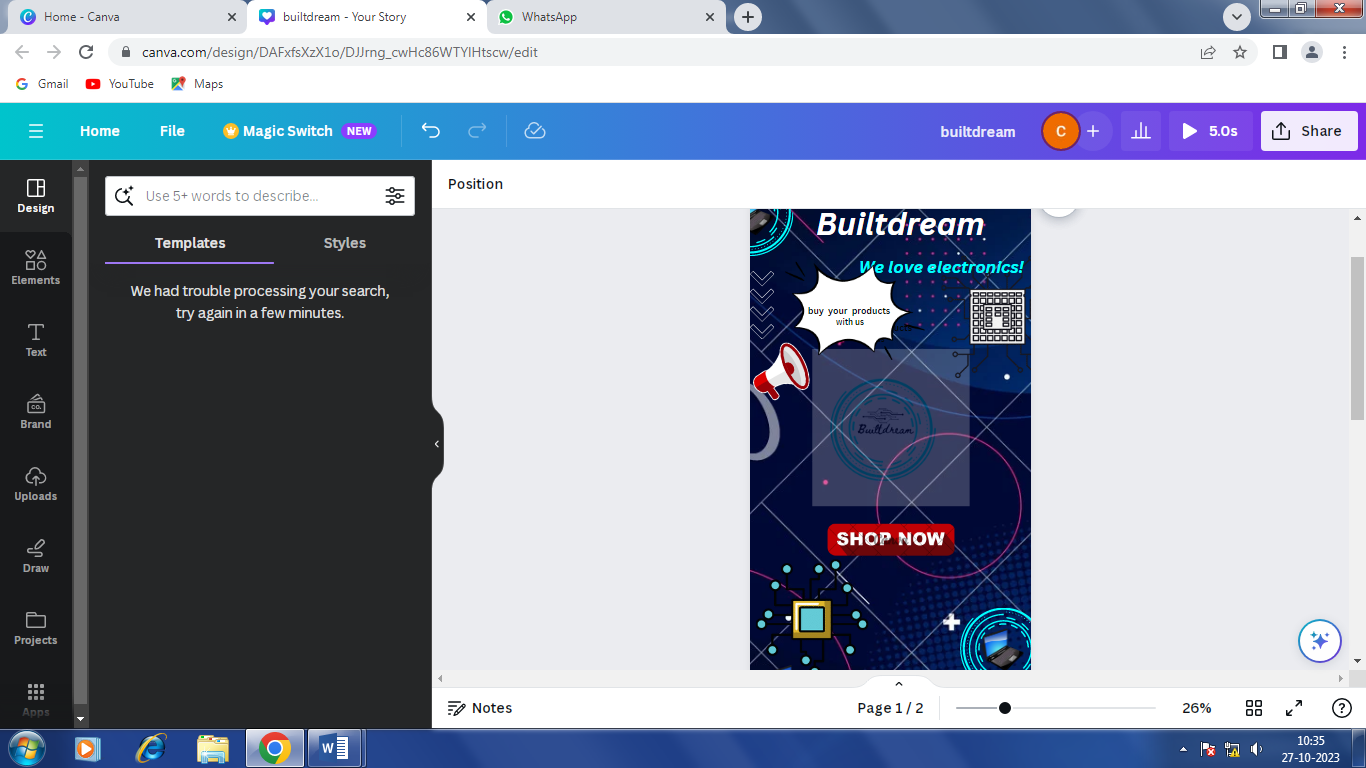 Home - Canva
builtdream - Your Story
WhatsApp
canva.com/design/DAFxfsXzX1o/DJJrng_cwHc86WTYlHtscw/edit
Gmail
YouTube
Maps
Home
File
Magic Switch
NEW
builtdream
C
5.0s
Share
Design
Elements
Text
Brand
Uploads
Draw
Projects
Apps
Use 5+ words to describe...
Templates
Styles
We had trouble processing your search,
try again in a few minutes.
Position
Builtdream
We love electronics!
buy your products
with us
Builtdream
SHOP NOW
Notes
Page 1 / 2
26%
10:35
27-10-2023